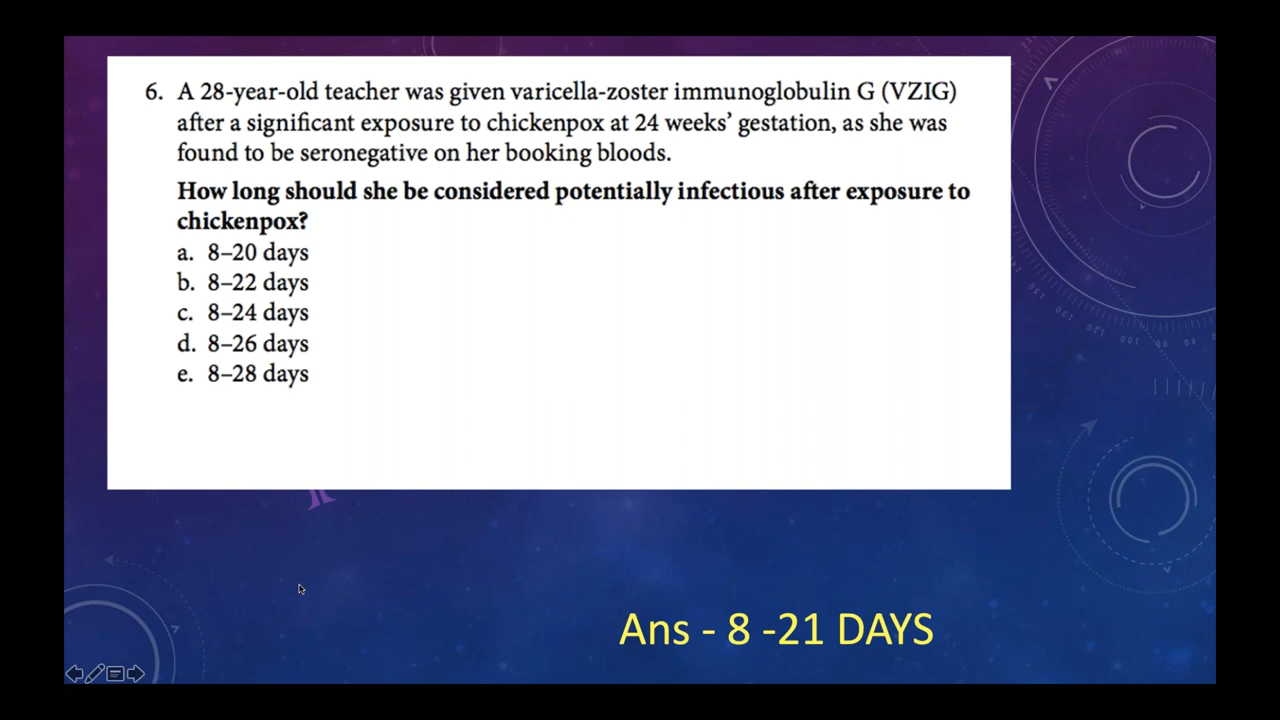 6. A 28-year-old teacher was given varicella-zoster immunoglobulin G (VZIG)
after a significant exposure to chickenpox at 24 weeks’ gestation, as she was
found to be seronegative on her booking bloods.
How long should she be considered potentially infectious after exposure to
chickenpox?
a. 8–20 days
b. 8–22 days
c. 8–24 days
d. 8–26 days
e. 8–28 days
Ans - 8 -21 DAYS